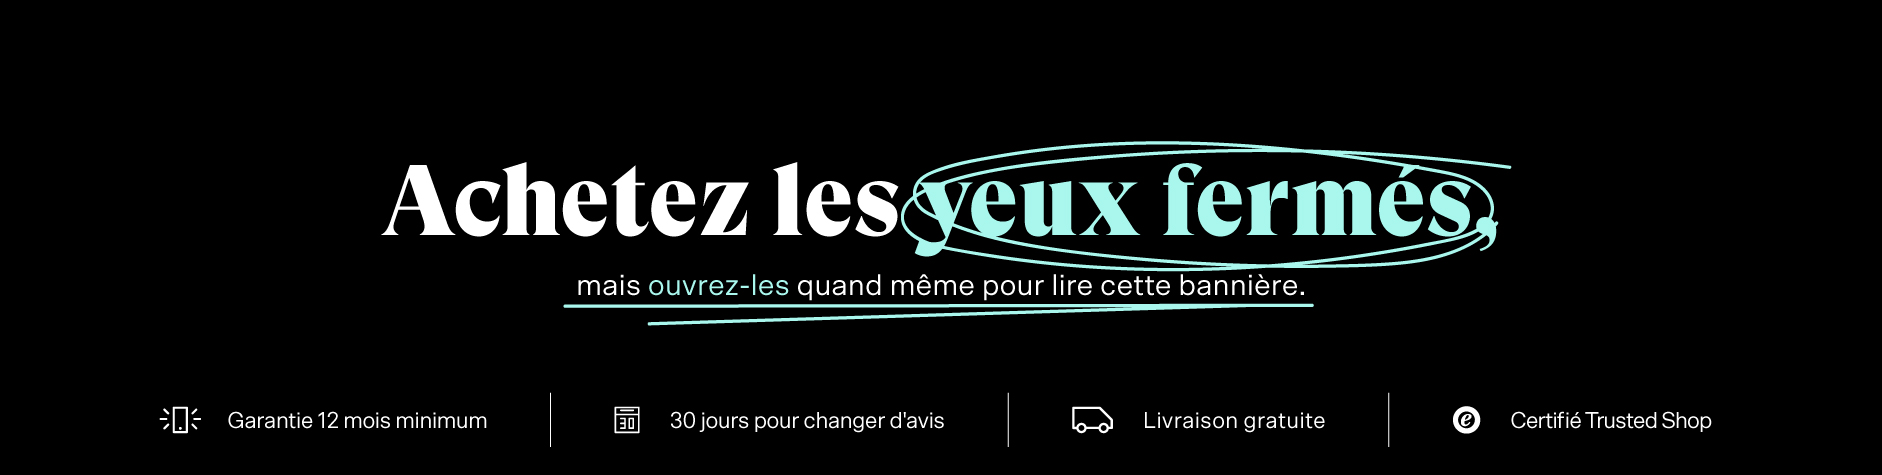 Achetez les yeux fermés
mais ouvrez-les quand même pour lire cette bannière.
Garantie 12 mois minimum
30
30 jours pour changer d'avis
Livraison gratuite
e
Certifié Trusted Shop